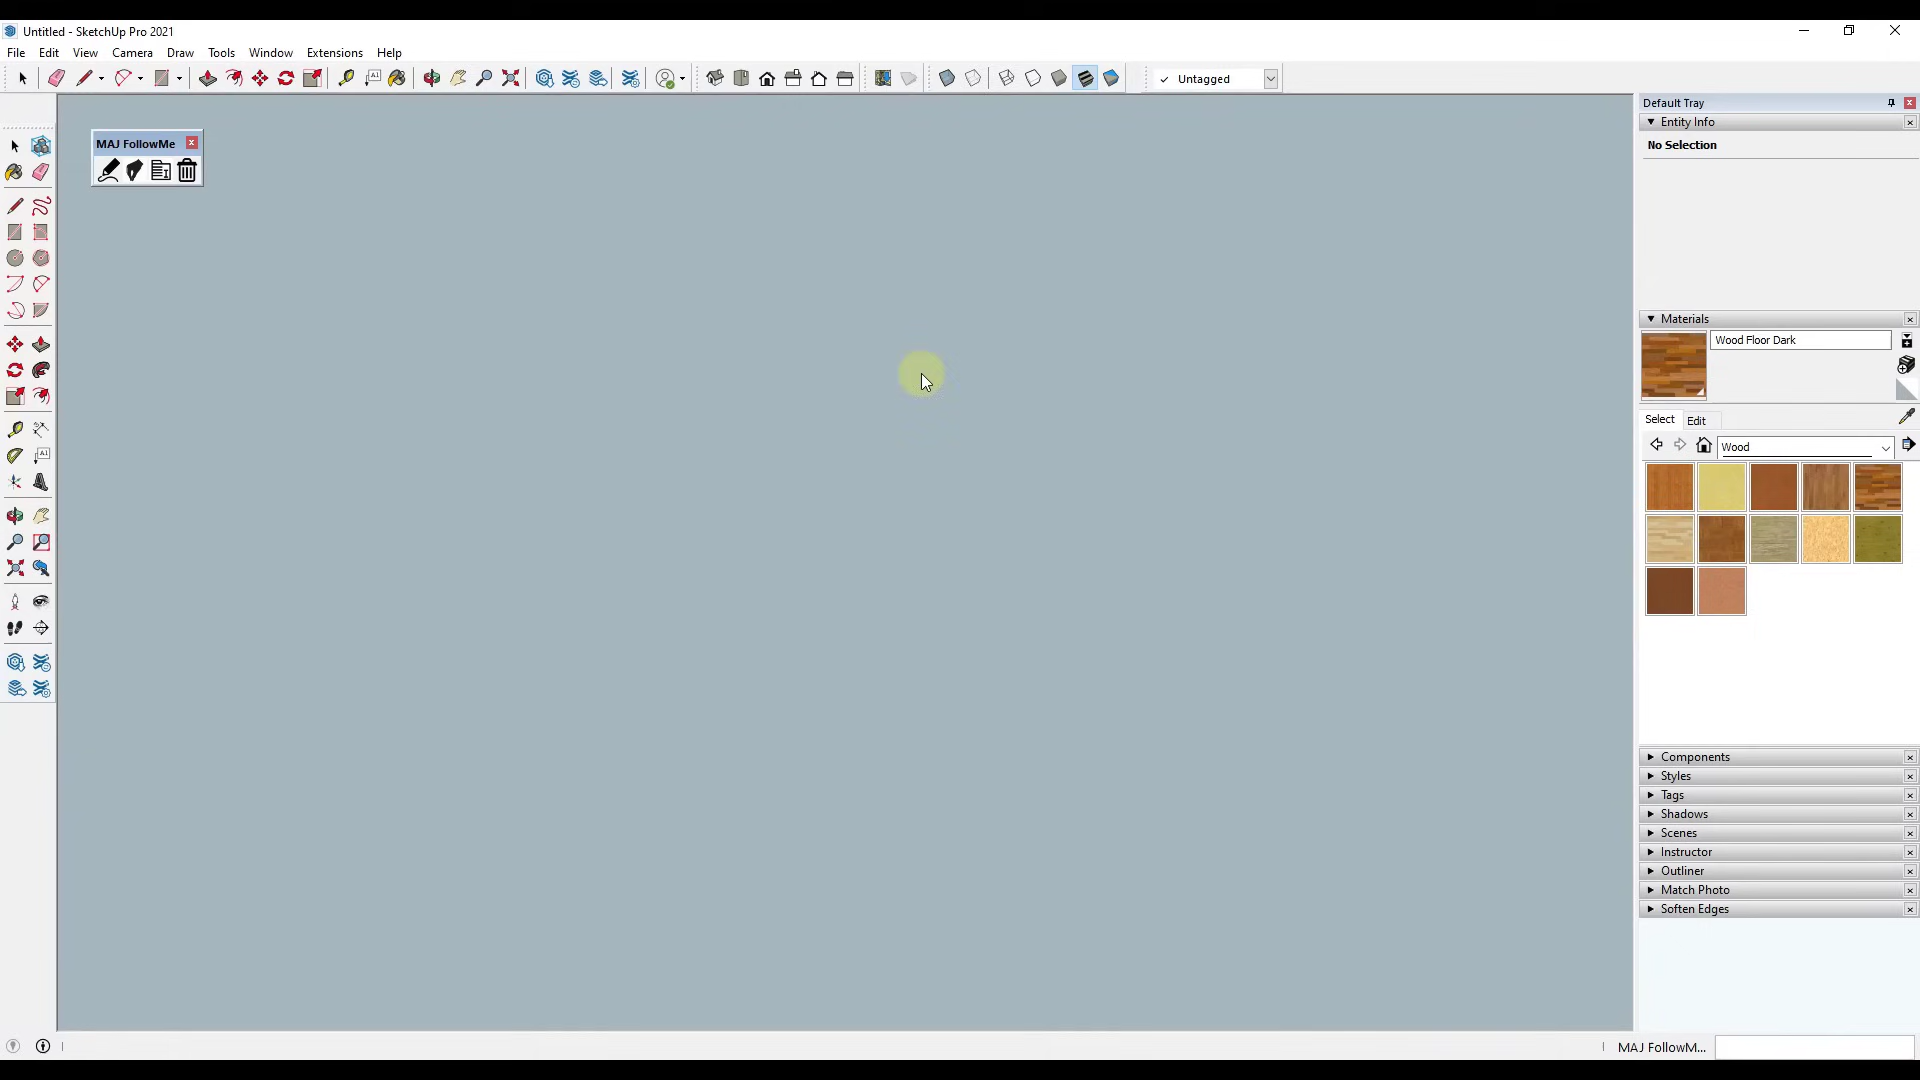 Untitled - SketchUp Pro 2021
File Edit View Camera Draw Tools Window Extensions Help
Untagged
MAJ FollowMe
Default Tray
Entity Info
No Selection
Materials
Wood Floor Dark
Select Edit
Wood
Components
Styles
Tags
Shadows
Scenes
Instructor
Outliner
Match Photo
Soften Edges
MAJ FollowM...